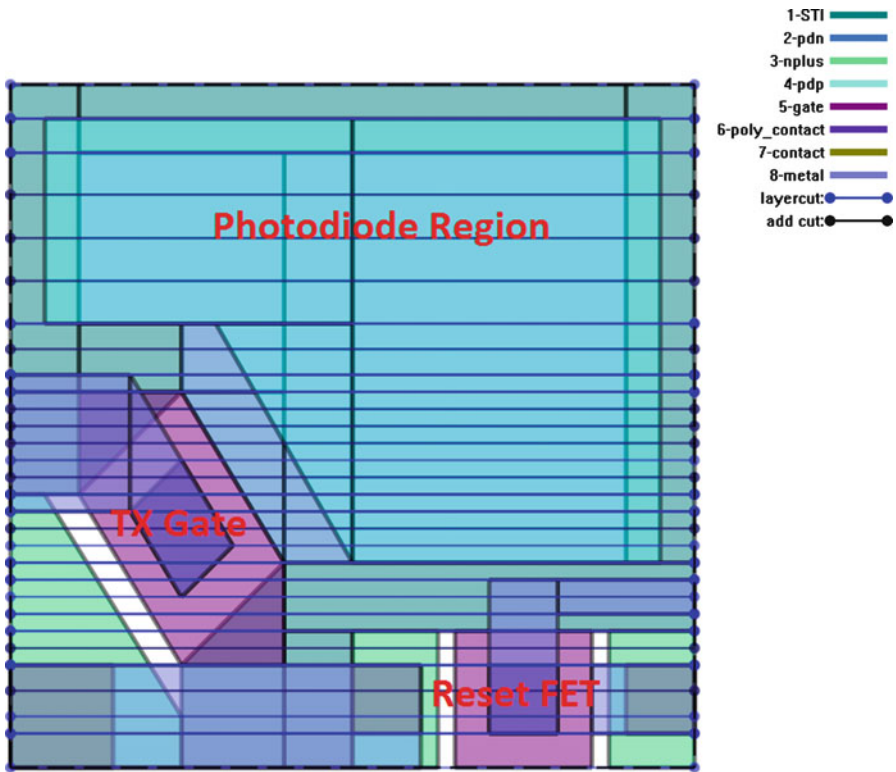 1-STI
2-pdn
3-nplus
4-pdp
5-gate
6-poly_contact
7-contact
8-metal
layercut:
add cut:
Photodiode Region
TX Gate
Reset FET